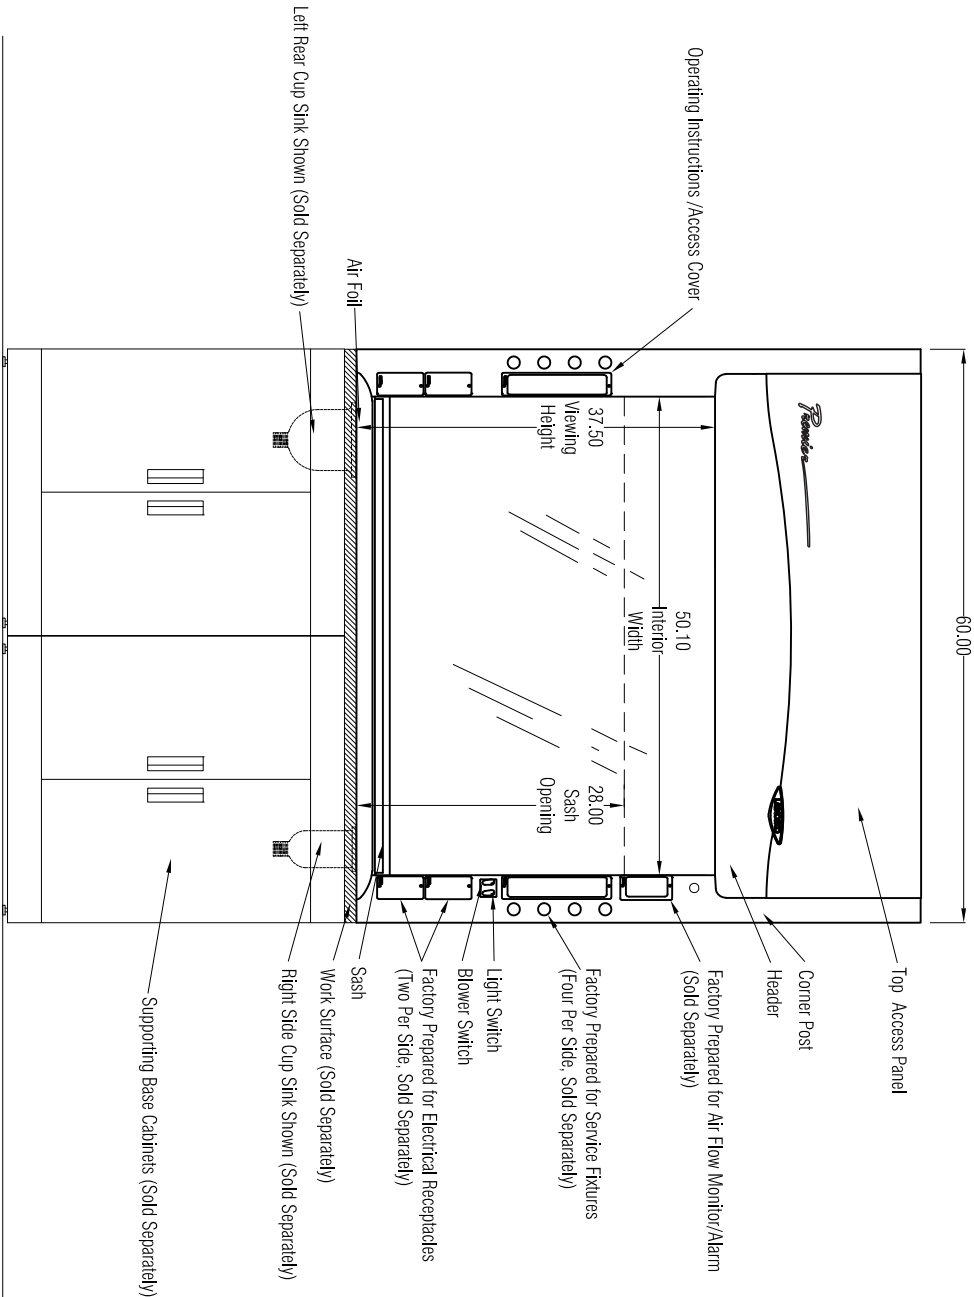 60.00
Operating Instructions /Access Cover
Left Rear Cup Sink Shown (Sold Separately)
Air Foil
Premier
37.50
Viewing
Height
50.10
Interior
Width
28.00
Sash
Opening
Top Access Panel
Corner Post
Header
Factory Prepared for Air Flow Monitor/Alarm
(Sold Separately)
Factory Prepared for Service Fixtures
(Four Per Side, Sold Separately)
Light Switch
Blower Switch
Factory Prepared for Electrical Receptacles
(Two Per Side, Sold Separately)
Sash
Work Surface (Sold Separately)
Right Side Cup Sink Shown (Sold Separately)
Supporting Base Cabinets (Sold Separately)